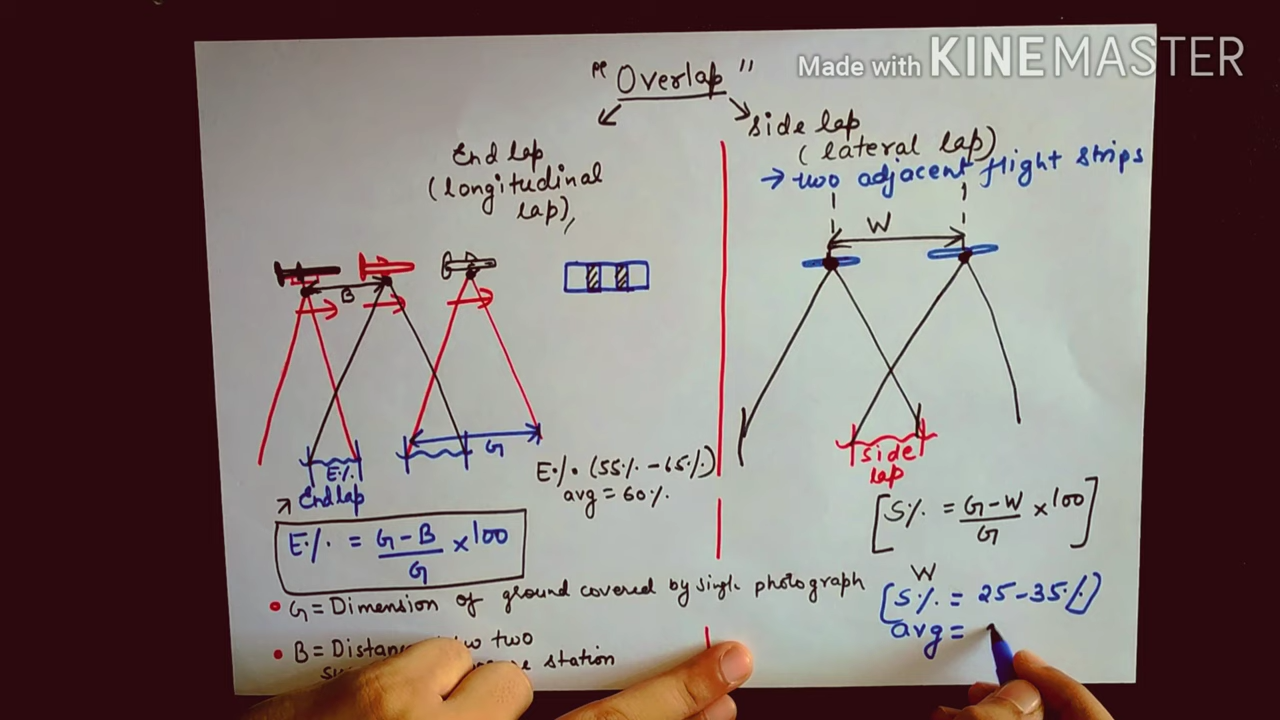 Made with KINEMASTER
"Overlap"
End lap
(longitudinal
lap),
side lap
(lateral lap)
→ two adjacent flight strips
B
W
G
E%
End lap
side
lap
E% (55% - 65%)
avg = 60%.
E% = G-B/G × 100
[S% = G-W/G × 100]
• G = Dimension of ground covered by single photograph
W
[S% = 25-35%]
avg =
• B = Distan two
station